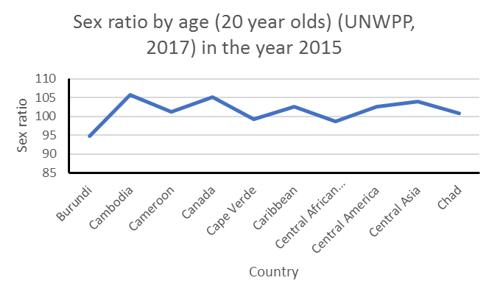 Sex ratio by age (20 year olds) (UNWPP,
2017) in the year 2015
110
105
100
95
90
85
Sex ratio
Burundi
Cambodia
Cameroon
Canada
Cape Verde
Caribbean
Central African...
Central America
Central Asia
Chad
Country